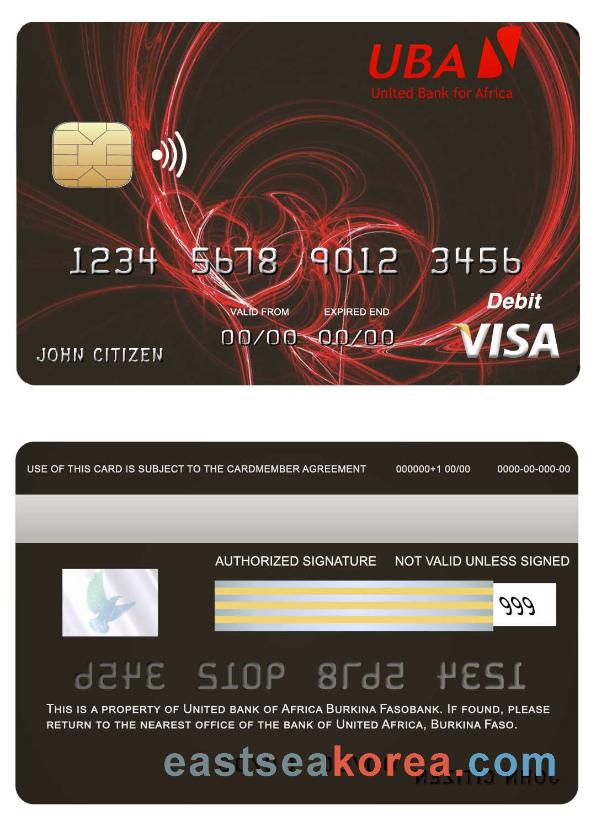 UBA
United Bank for Africa
1234 5678 9012 3456
VALID FROM EXPIRED END
Debit
00/00 00/00
VISA
JOHN CITIZEN
USE OF THIS CARD IS SUBJECT TO THE CARDMEMBER AGREEMENT 000000+1 00/00 0000-00-000-00
AUTHORIZED SIGNATURE NOT VALID UNLESS SIGNED
999
THIS IS A PROPERTY OF UNITED BANK OF AFRICA BURKINA FASOBANK. IF FOUND, PLEASE
RETURN TO THE NEAREST OFFICE OF THE BANK OF UNITED AFRICA, BURKINA FASO.
eastseakorea.com